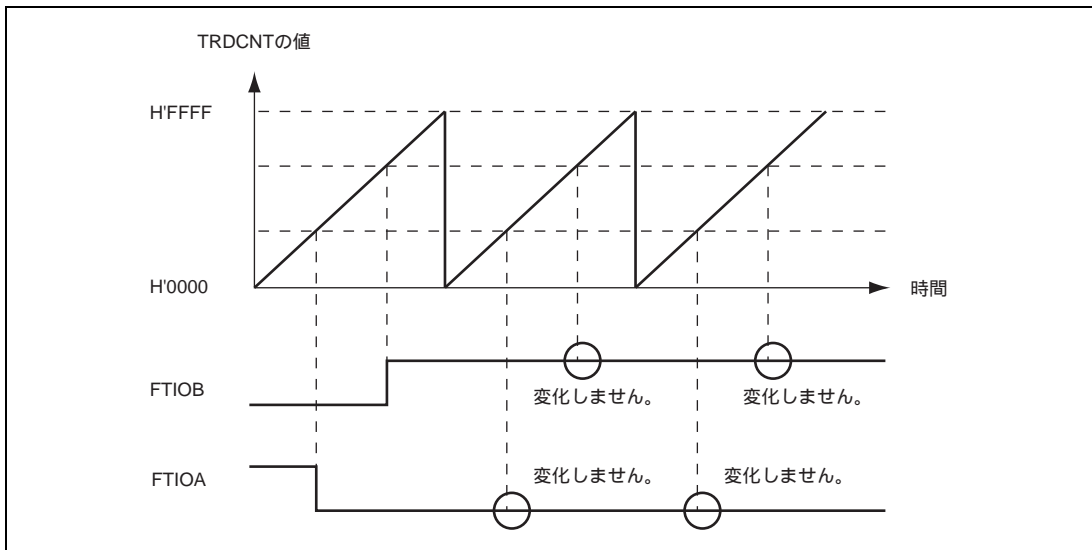 TRDCNTの値
H'FFFF
H'0000
時間
FTIOB
変化しません。 変化しません。
FTIOA
変化しません。 変化しません。